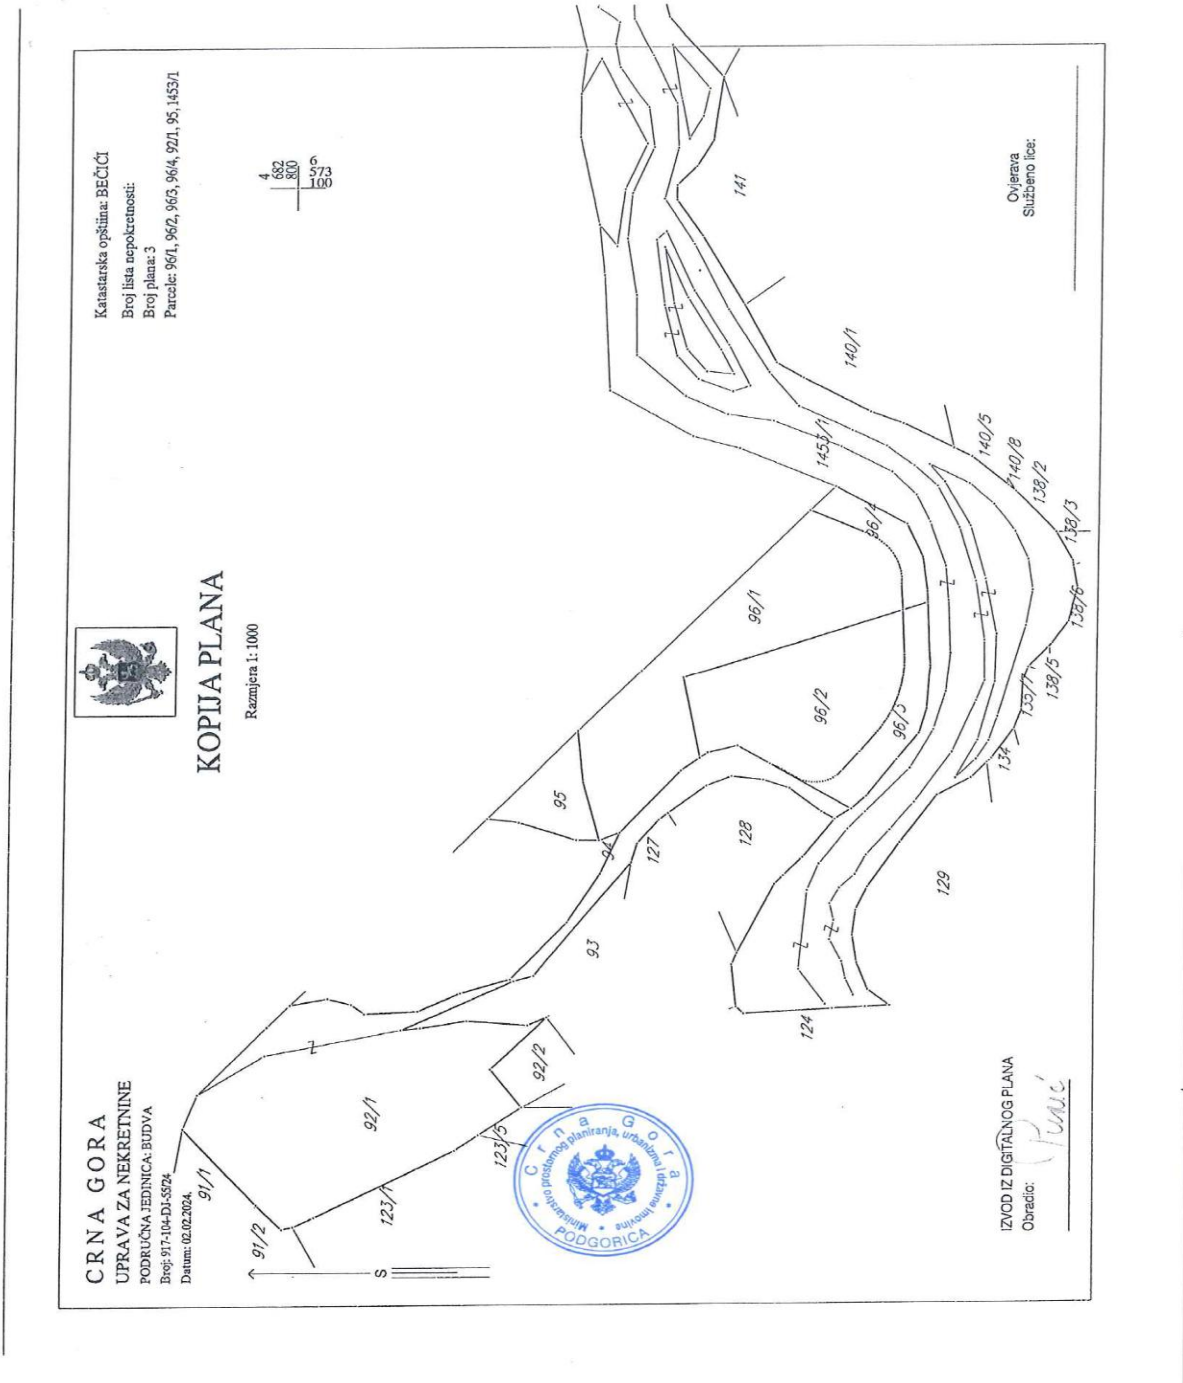 CRNA GORA
UPRAVA ZA NEKRETNINE
PODRUČNA JEDINICA: BUDVA
Broj: 917-104-DJ-55/24
Datum: 02.02.2024.
KOPIJA PLANA
Razmjera 1: 1000
Katastarska opština: BEČIĆI
Broj lista nepokretnosti:
Broj plana: 3
Parcele: 96/1, 96/2, 96/3, 96/4, 92/1, 95, 1453/1
4
682
800
6
573
100
S
91/1
91/2
92/1
123/1
123/5
92/2
93
94
95
127
128
96/1
96/2
96/3
96/4
1453/1
124
129
134
135/7
138/5
138/6
138/3
138/2
140/8
140/5
140/1
141
Crna Gora
Ministarstvo prostornog planiranja, urbanizma i državne imovine
PODGORICA
IZVOD IZ DIGITALNOG PLANA
Obradio:
Ovjerava
Službeno lice: